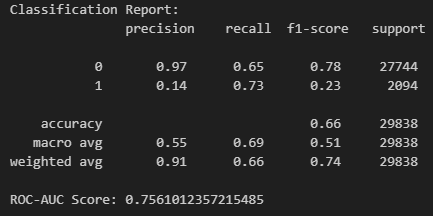 Classification Report:
precision recall f1-score support
0 0.97 0.65 0.78 27744
1 0.14 0.73 0.23 2094
accuracy 0.66 29838
macro avg 0.55 0.69 0.51 29838
weighted avg 0.91 0.66 0.74 29838
ROC-AUC Score: 0.7561012357215485